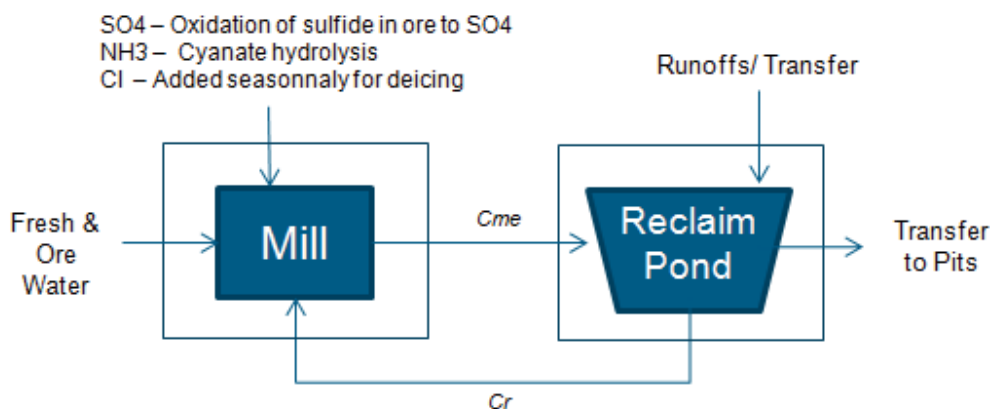 SO4 – Oxidation of sulfide in ore to SO4
NH3 – Cyanate hydrolysis
Cl – Added seasonnaly for deicing
Runoffs/ Transfer
Fresh &
Ore
Water
Mill
Cme
Reclaim
Pond
Transfer
to Pits
Cr